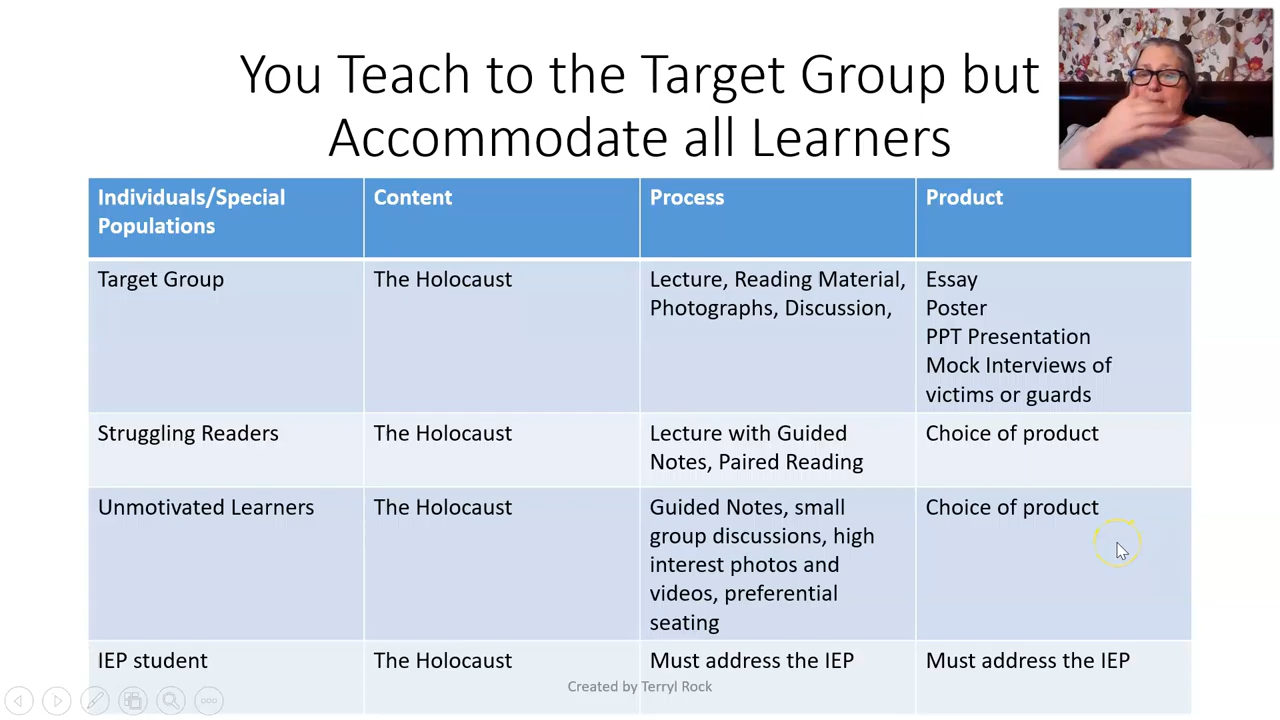 You Teach to the Target Group but
Accommodate all Learners
Individuals/Special
Populations
Content
Process
Product
Target Group
The Holocaust
Lecture, Reading Material,
Photographs, Discussion,
Essay
Poster
PPT Presentation
Mock Interviews of
victims or guards
Struggling Readers
The Holocaust
Lecture with Guided
Notes, Paired Reading
Choice of product
Unmotivated Learners
The Holocaust
Guided Notes, small
group discussions, high
interest photos and
videos, preferential
seating
Choice of product
IEP student
The Holocaust
Must address the IEP
Must address the IEP
Created by Terryl Rock